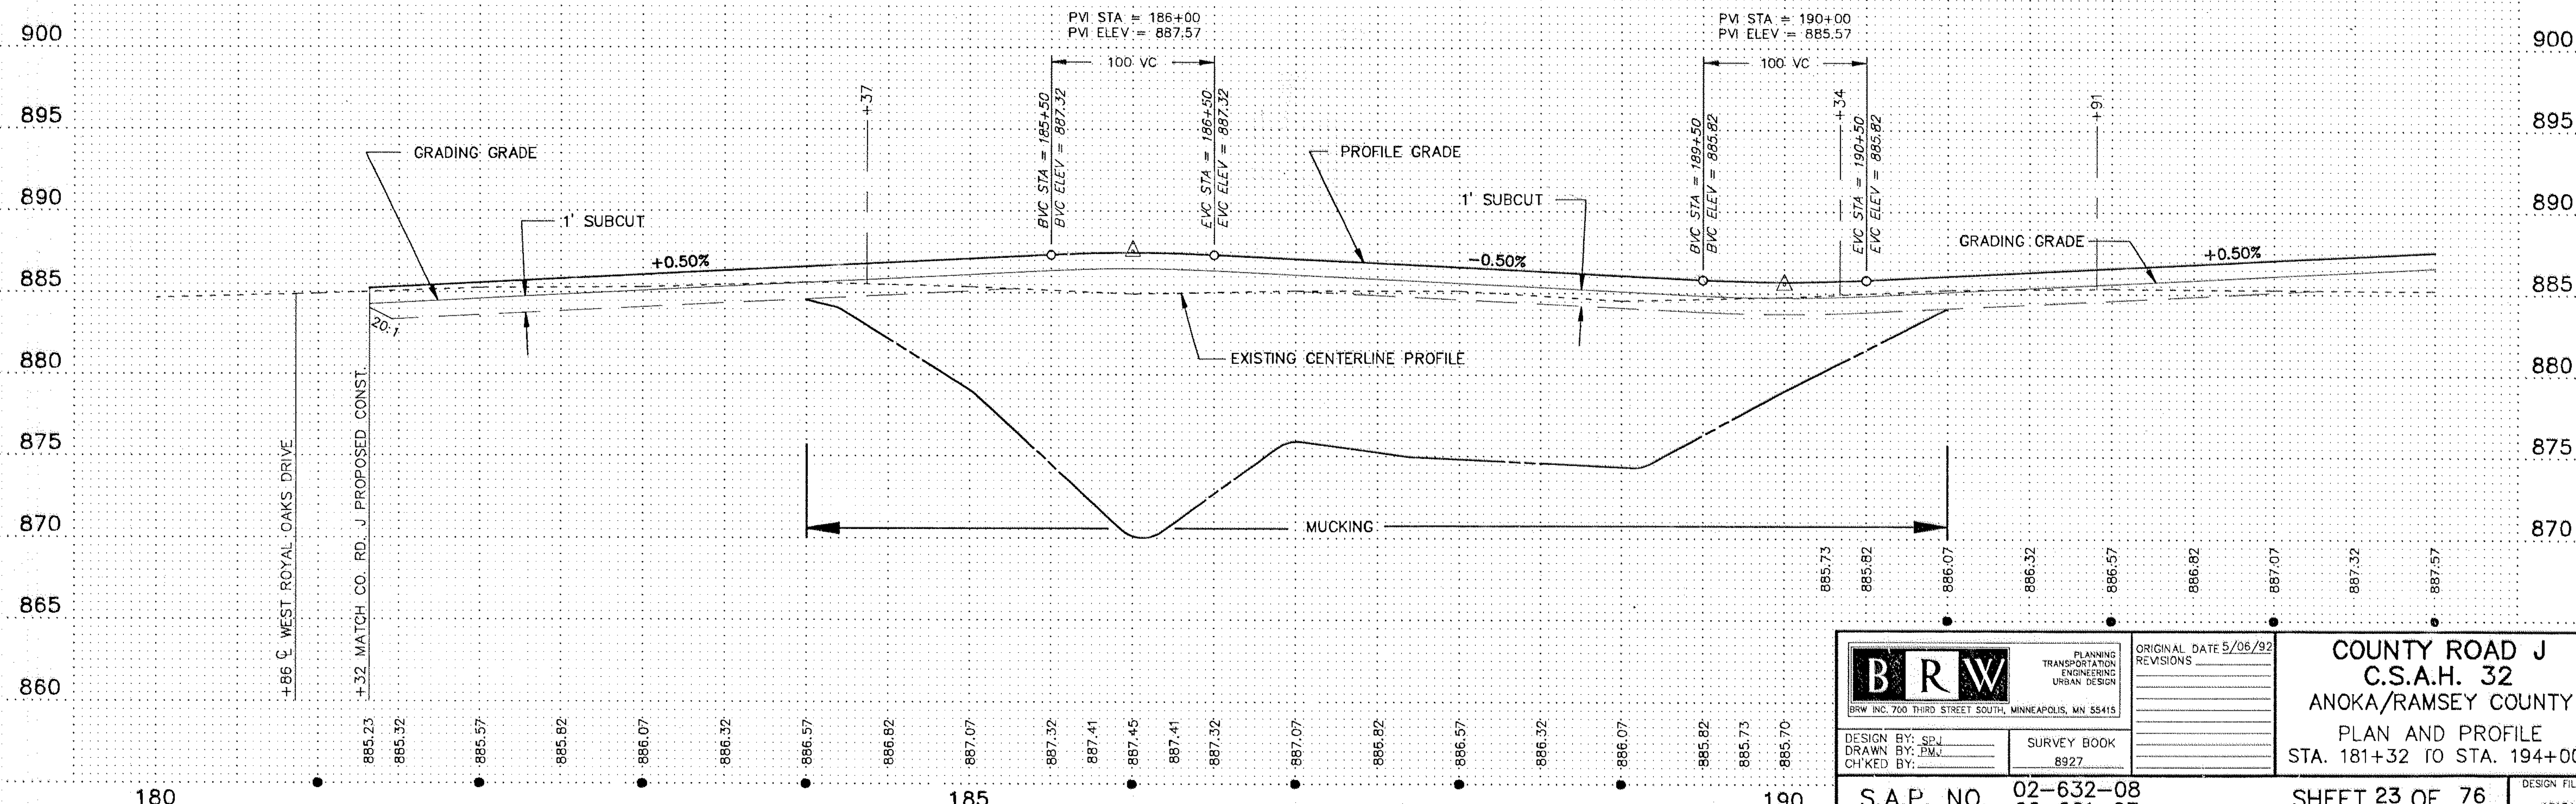 PVI STA = 186+00
PVI ELEV = 887.57
PVI STA = 190+00
PVI ELEV = 885.57
900
900
100 VC
100 VC
BVC STA = 185+50
BVC ELEV = 887.32
EVC STA = 186+50
EVC ELEV = 887.32
BVC STA = 189+50
BVC ELEV = 885.82
EVC STA = 190+50
EVC ELEV = 885.82
+37
+34
+91
895
895
GRADING GRADE
PROFILE GRADE
890
890
1' SUBCUT
1' SUBCUT
GRADING GRADE
885
885
+0.50%
-0.50%
+0.50%
20:1
880
880
EXISTING CENTERLINE PROFILE
875
875
870
870
MUCKING
865
860
+86 ℄ WEST ROYAL OAKS DRIVE
+32 MATCH CO. RD. J PROPOSED CONST.
885.23
885.32
885.57
885.82
886.07
886.32
886.57
886.82
887.07
887.32
887.41
887.45
887.41
887.32
887.07
886.82
886.57
886.32
886.07
885.82
885.73
885.70
885.73
885.82
886.07
886.32
886.57
886.82
887.07
887.32
887.57
180
185
190
BRW
PLANNING
TRANSPORTATION
ENGINEERING
URBAN DESIGN
BRW INC. 700 THIRD STREET SOUTH, MINNEAPOLIS, MN 55415
DESIGN BY: SPJ
DRAWN BY: PMJ
CH'KED BY:
SURVEY BOOK
8927
ORIGINAL DATE 5/06/92
REVISIONS
COUNTY ROAD J
C.S.A.H. 32
ANOKA/RAMSEY COUNTY
PLAN AND PROFILE
STA. 181+32 TO STA. 194+00
S.A.P. NO
02-632-08
SHEET 23 OF 76
DESIGN FIL